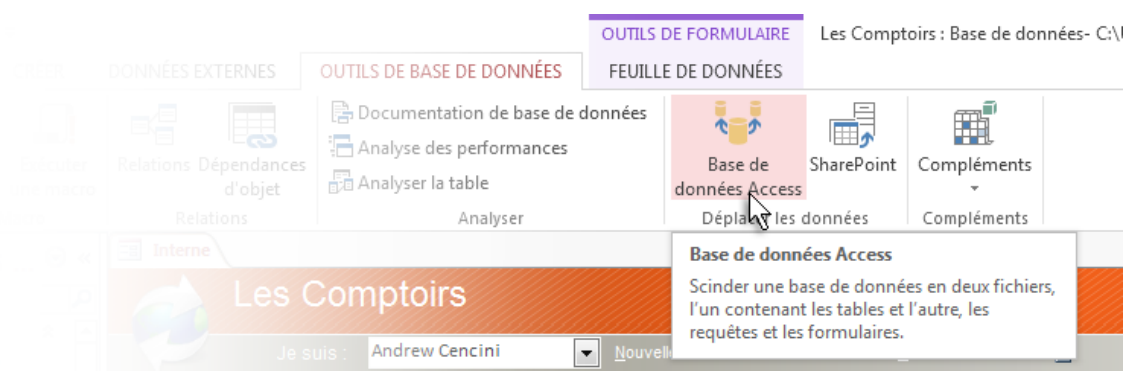 OUTILS DE FORMULAIRE
Les Comptoirs : Base de données- C:\
DONNÉES EXTERNES
OUTILS DE BASE DE DONNÉES
FEUILLE DE DONNÉES
Documentation de base de données
Analyse des performances
Analyser la table
Relations
Dépendances
d'objet
Base de
données Access
SharePoint
Compléments
Relations
Analyser
Déplacer les données
Compléments
Interne
Base de données Access
Scinder une base de données en deux fichiers,
l'un contenant les tables et l'autre, les
requêtes et les formulaires.
Les Comptoirs
Je suis :
Andrew Cencini